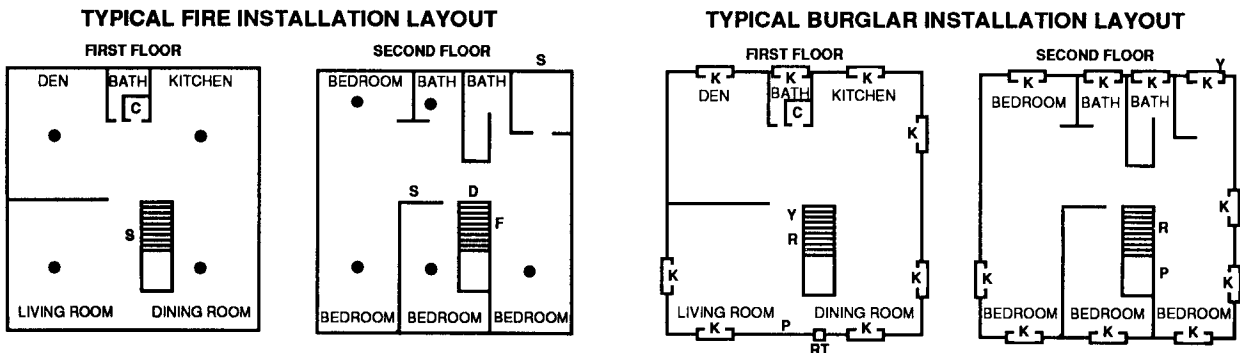 TYPICAL FIRE INSTALLATION LAYOUT
FIRST FLOOR
DEN BATH KITCHEN
C
S
LIVING ROOM DINING ROOM
SECOND FLOOR
S
BEDROOM BATH BATH
S D
F
BEDROOM BEDROOM BEDROOM
TYPICAL BURGLAR INSTALLATION LAYOUT
FIRST FLOOR
K K K
DEN BATH KITCHEN
C
K
Y
R
K K
LIVING ROOM P DINING ROOM
K K
RT
SECOND FLOOR
Y
K K K K
BEDROOM BATH BATH
K
R
K P K
BEDROOM BEDROOM BEDROOM
K K K